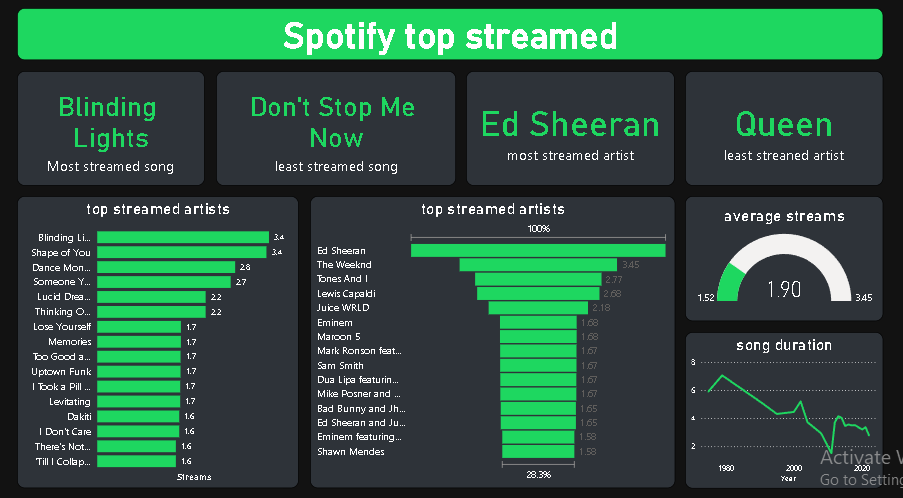 Spotify top streamed
Blinding
Lights
Most streamed song
Don't Stop Me
Now
least streamed song
Ed Sheeran
most streamed artist
Queen
least streaned artist
top streamed artists
Blinding Li... 3.4
Shape of You 3.4
Dance Mon... 2.8
Someone Y... 2.7
Lucid Drea... 2.2
Thinking O... 2.2
Lose Yourself 1.7
Memories 1.7
Too Good a... 1.7
Uptown Funk 1.7
I Took a Pill ... 1.7
Levitating 1.7
Dakiti 1.6
I Don't Care 1.6
There's Not... 1.6
'Till I Collap... 1.6
Streams
top streamed artists
100%
Ed Sheeran
The Weeknd 3.45
Tones And I 2.77
Lewis Capaldi 2.68
Juice WRLD 2.18
Eminem 1.68
Maroon 5 1.68
Mark Ronson feat... 1.67
Sam Smith 1.67
Dua Lipa featurin... 1.67
Mike Posner and ... 1.67
Bad Bunny and Jh... 1.65
Ed Sheeran and Ju... 1.65
Eminem featuring... 1.58
Shawn Mendes 1.58
28.3%
average streams
1.90
1.52 3.45
song duration
8
6
4
2
1980 2000 2020
Year
Activate
Go to Setting